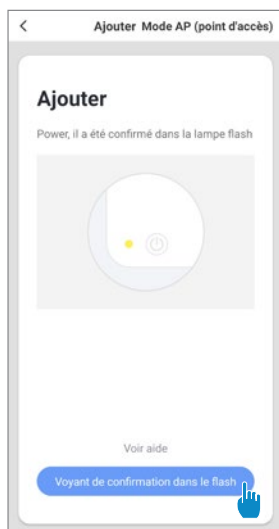 Ajouter Mode AP (point d'accès)
Ajouter
Power, il a été confirmé dans la lampe flash
Voir aide
Voyant de confirmation dans le flash